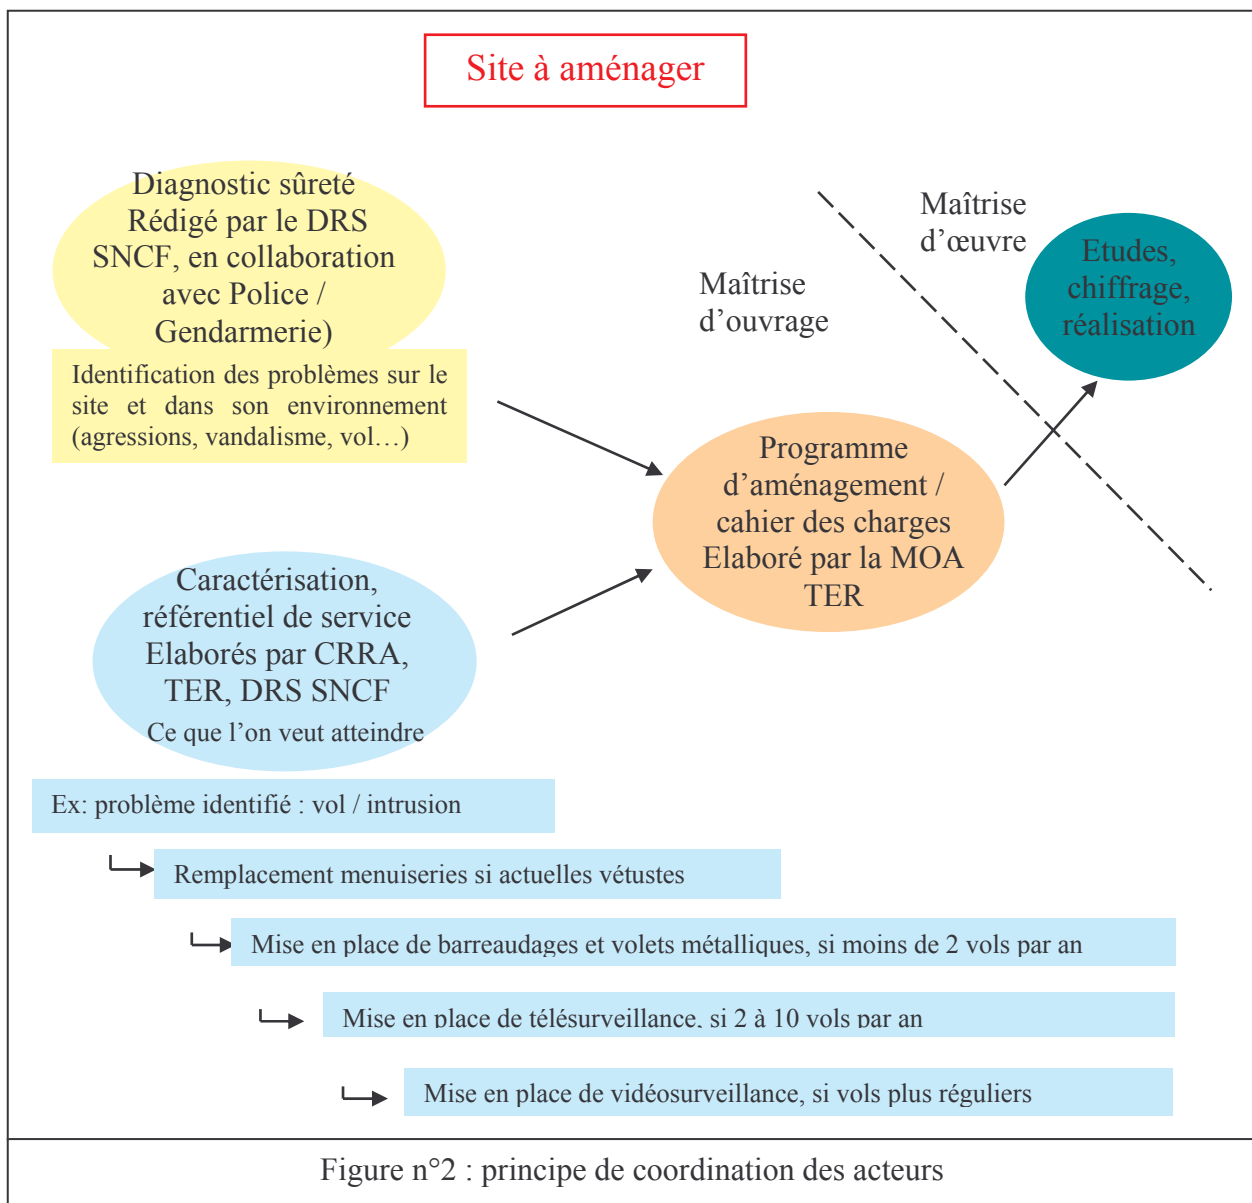 Site à aménager
Diagnostic sûreté
Rédigé par le DRS
SNCF, en collaboration
avec Police /
Gendarmerie)
Identification des problèmes sur le
site et dans son environnement
(agressions, vandalisme, vol…)
Maîtrise
d'ouvrage
Maîtrise
d'œuvre
Etudes,
chiffrage,
réalisation
Programme
d'aménagement /
cahier des charges
Elaboré par la MOA
TER
Caractérisation,
référentiel de service
Elaborés par CRRA,
TER, DRS SNCF
Ce que l'on veut atteindre
Ex: problème identifié : vol / intrusion
Remplacement menuiseries si actuelles vétustes
Mise en place de barreaudages et volets métalliques, si moins de 2 vols par an
Mise en place de télésurveillance, si 2 à 10 vols par an
Mise en place de vidéosurveillance, si vols plus réguliers
Figure n°2 : principe de coordination des acteurs